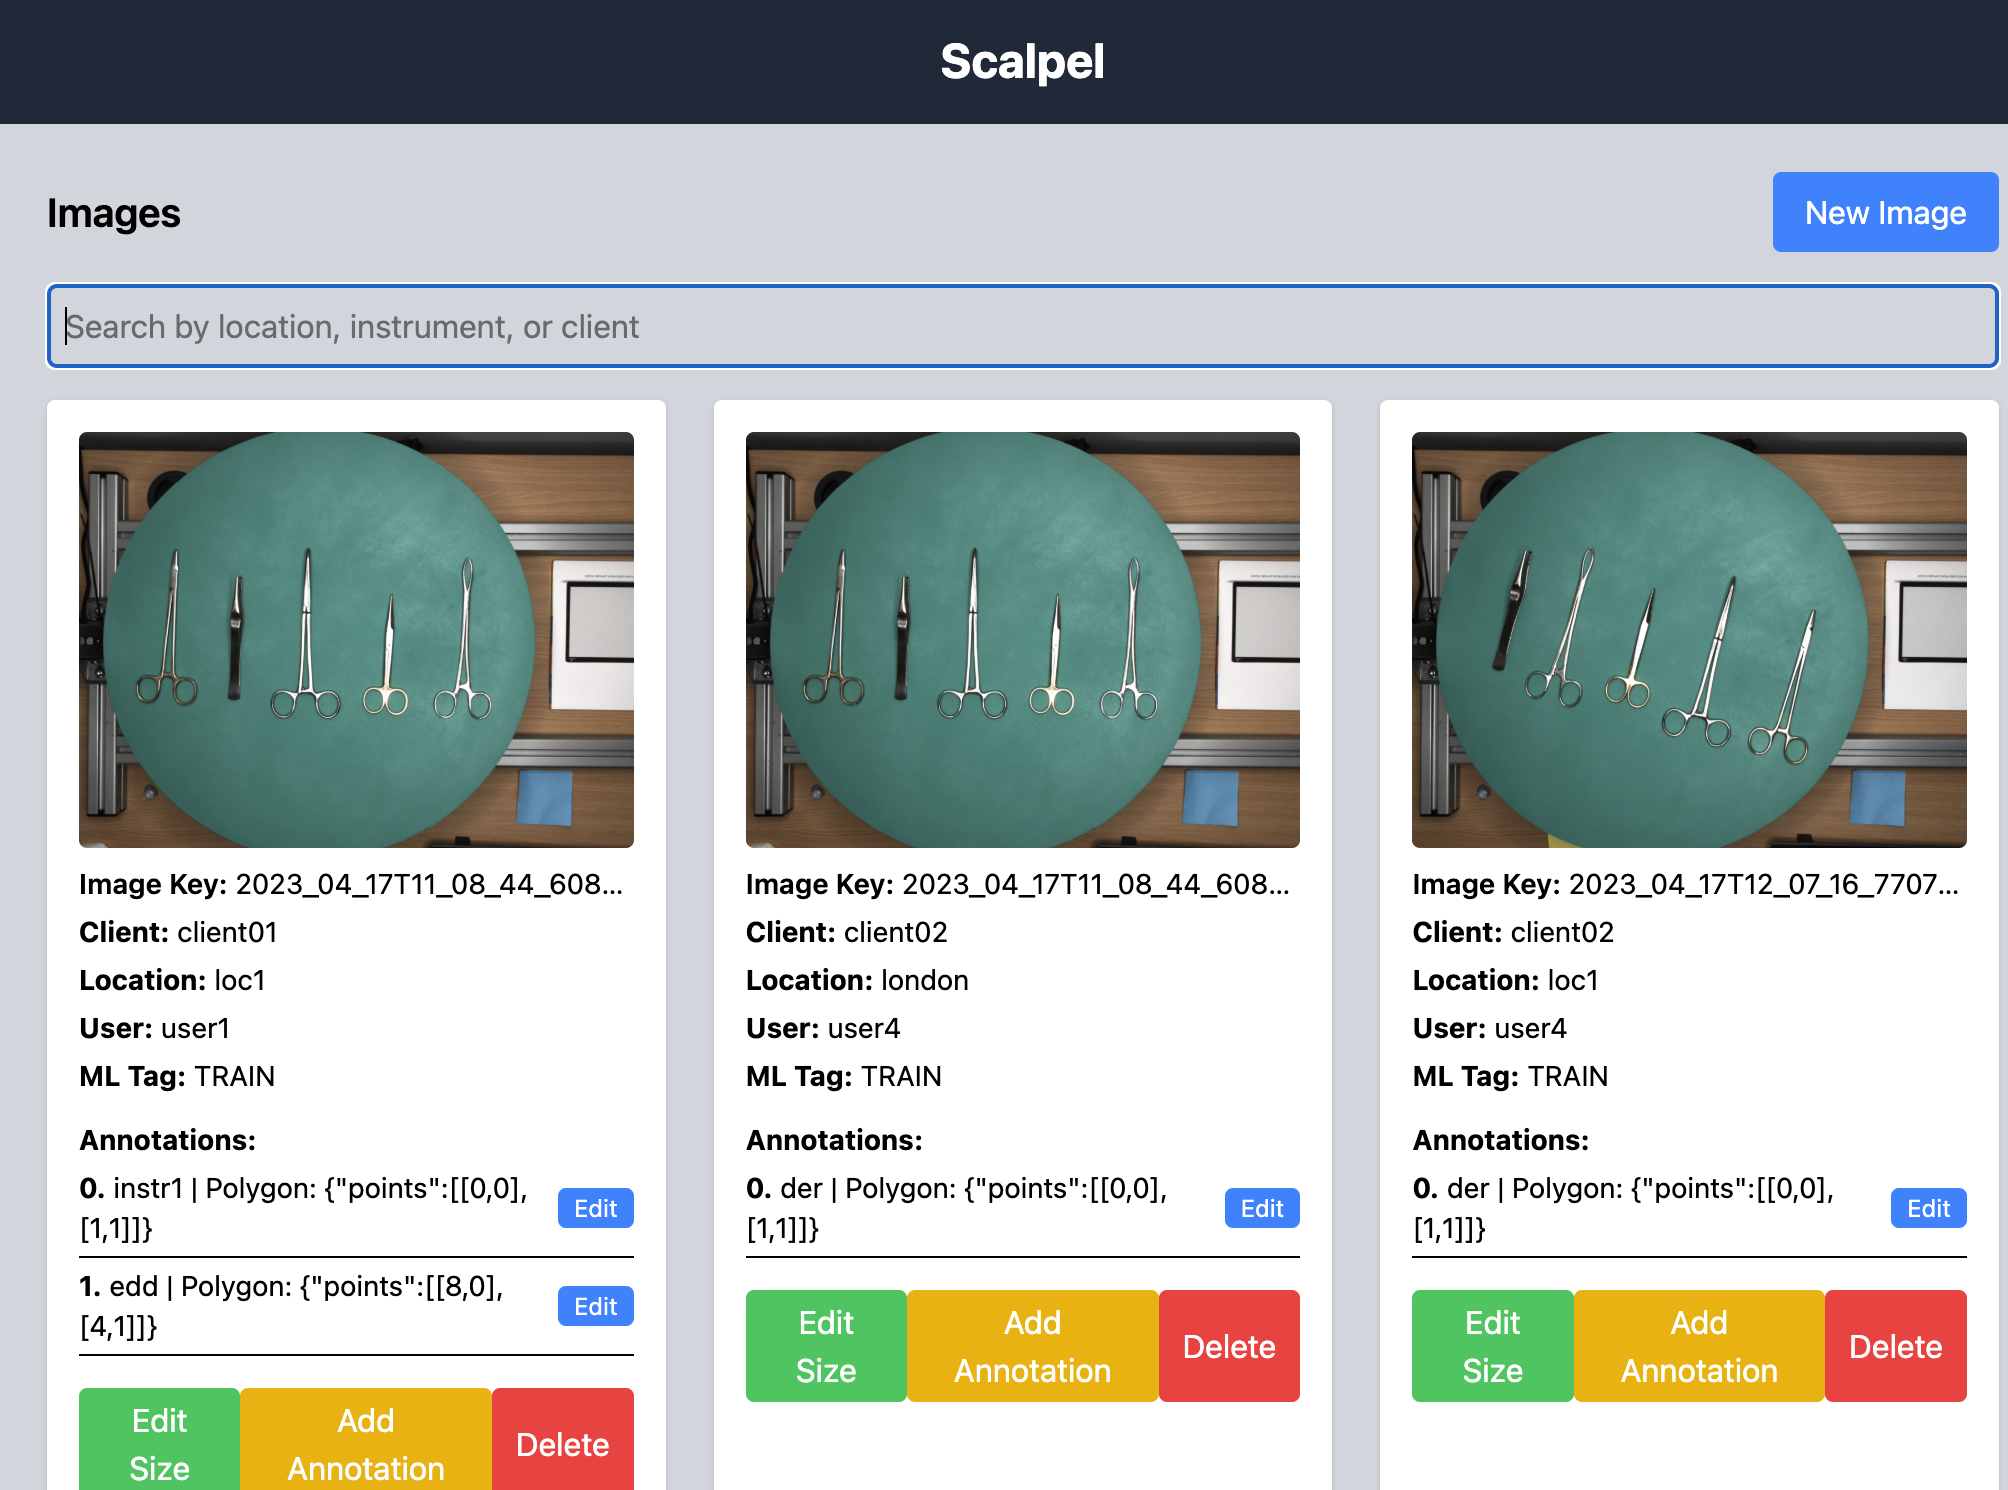 Scalpel
Images
New Image
Search by location, instrument, or client
Image Key: 2023_04_17T11_08_44_608...
Client: client01
Location: loc1
User: user1
ML Tag: TRAIN
Annotations:
0. instr1 | Polygon: {"points":[[0,0],
[1,1]]}
Edit
1. edd | Polygon: {"points":[[8,0],
[4,1]]}
Edit
Edit
Size
Add
Annotation
Delete
Image Key: 2023_04_17T11_08_44_608...
Client: client02
Location: london
User: user4
ML Tag: TRAIN
Annotations:
0. der | Polygon: {"points":[[0,0],
[1,1]]}
Edit
Edit
Size
Add
Annotation
Delete
Image Key: 2023_04_17T12_07_16_7707...
Client: client02
Location: loc1
User: user4
ML Tag: TRAIN
Annotations:
0. der | Polygon: {"points":[[0,0],
[1,1]]}
Edit
Edit
Size
Add
Annotation
Delete